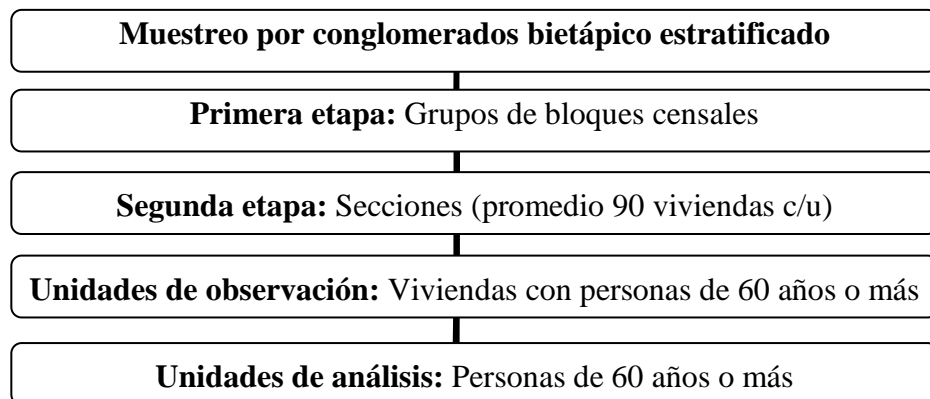 Muestreo por conglomerados bietápico estratificado
Primera etapa: Grupos de bloques censales
Segunda etapa: Secciones (promedio 90 viviendas c/u)
Unidades de observación: Viviendas con personas de 60 años o más
Unidades de análisis: Personas de 60 años o más